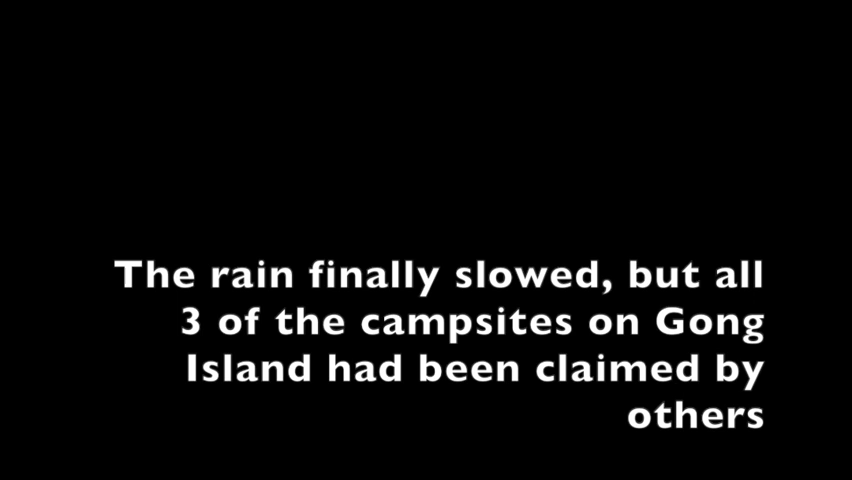 The rain finally slowed, but all
3 of the campsites on Gong
Island had been claimed by
others